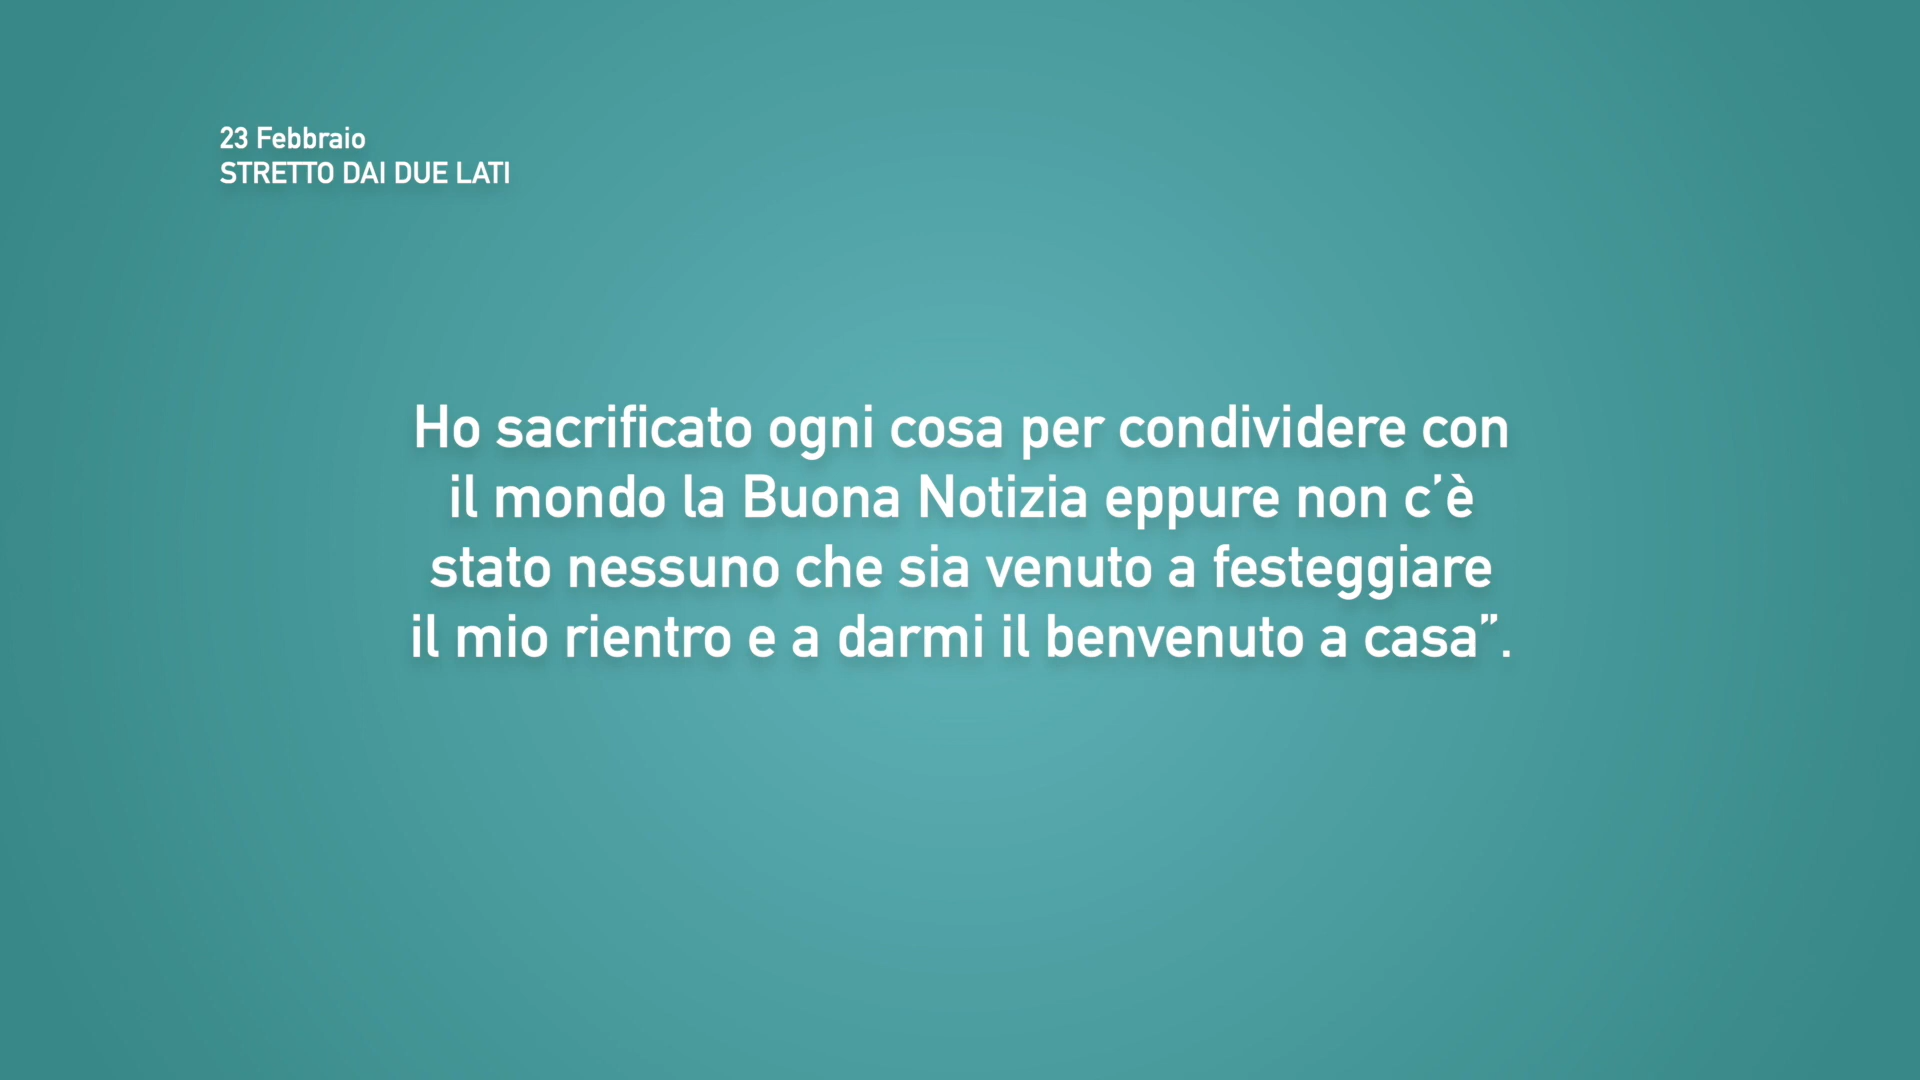 23 Febbraio
STRETTO DAI DUE LATI
Ho sacrificato ogni cosa per condividere con
il mondo la Buona Notizia eppure non c’è
stato nessuno che sia venuto a festeggiare
il mio rientro e a darmi il benvenuto a casa”.